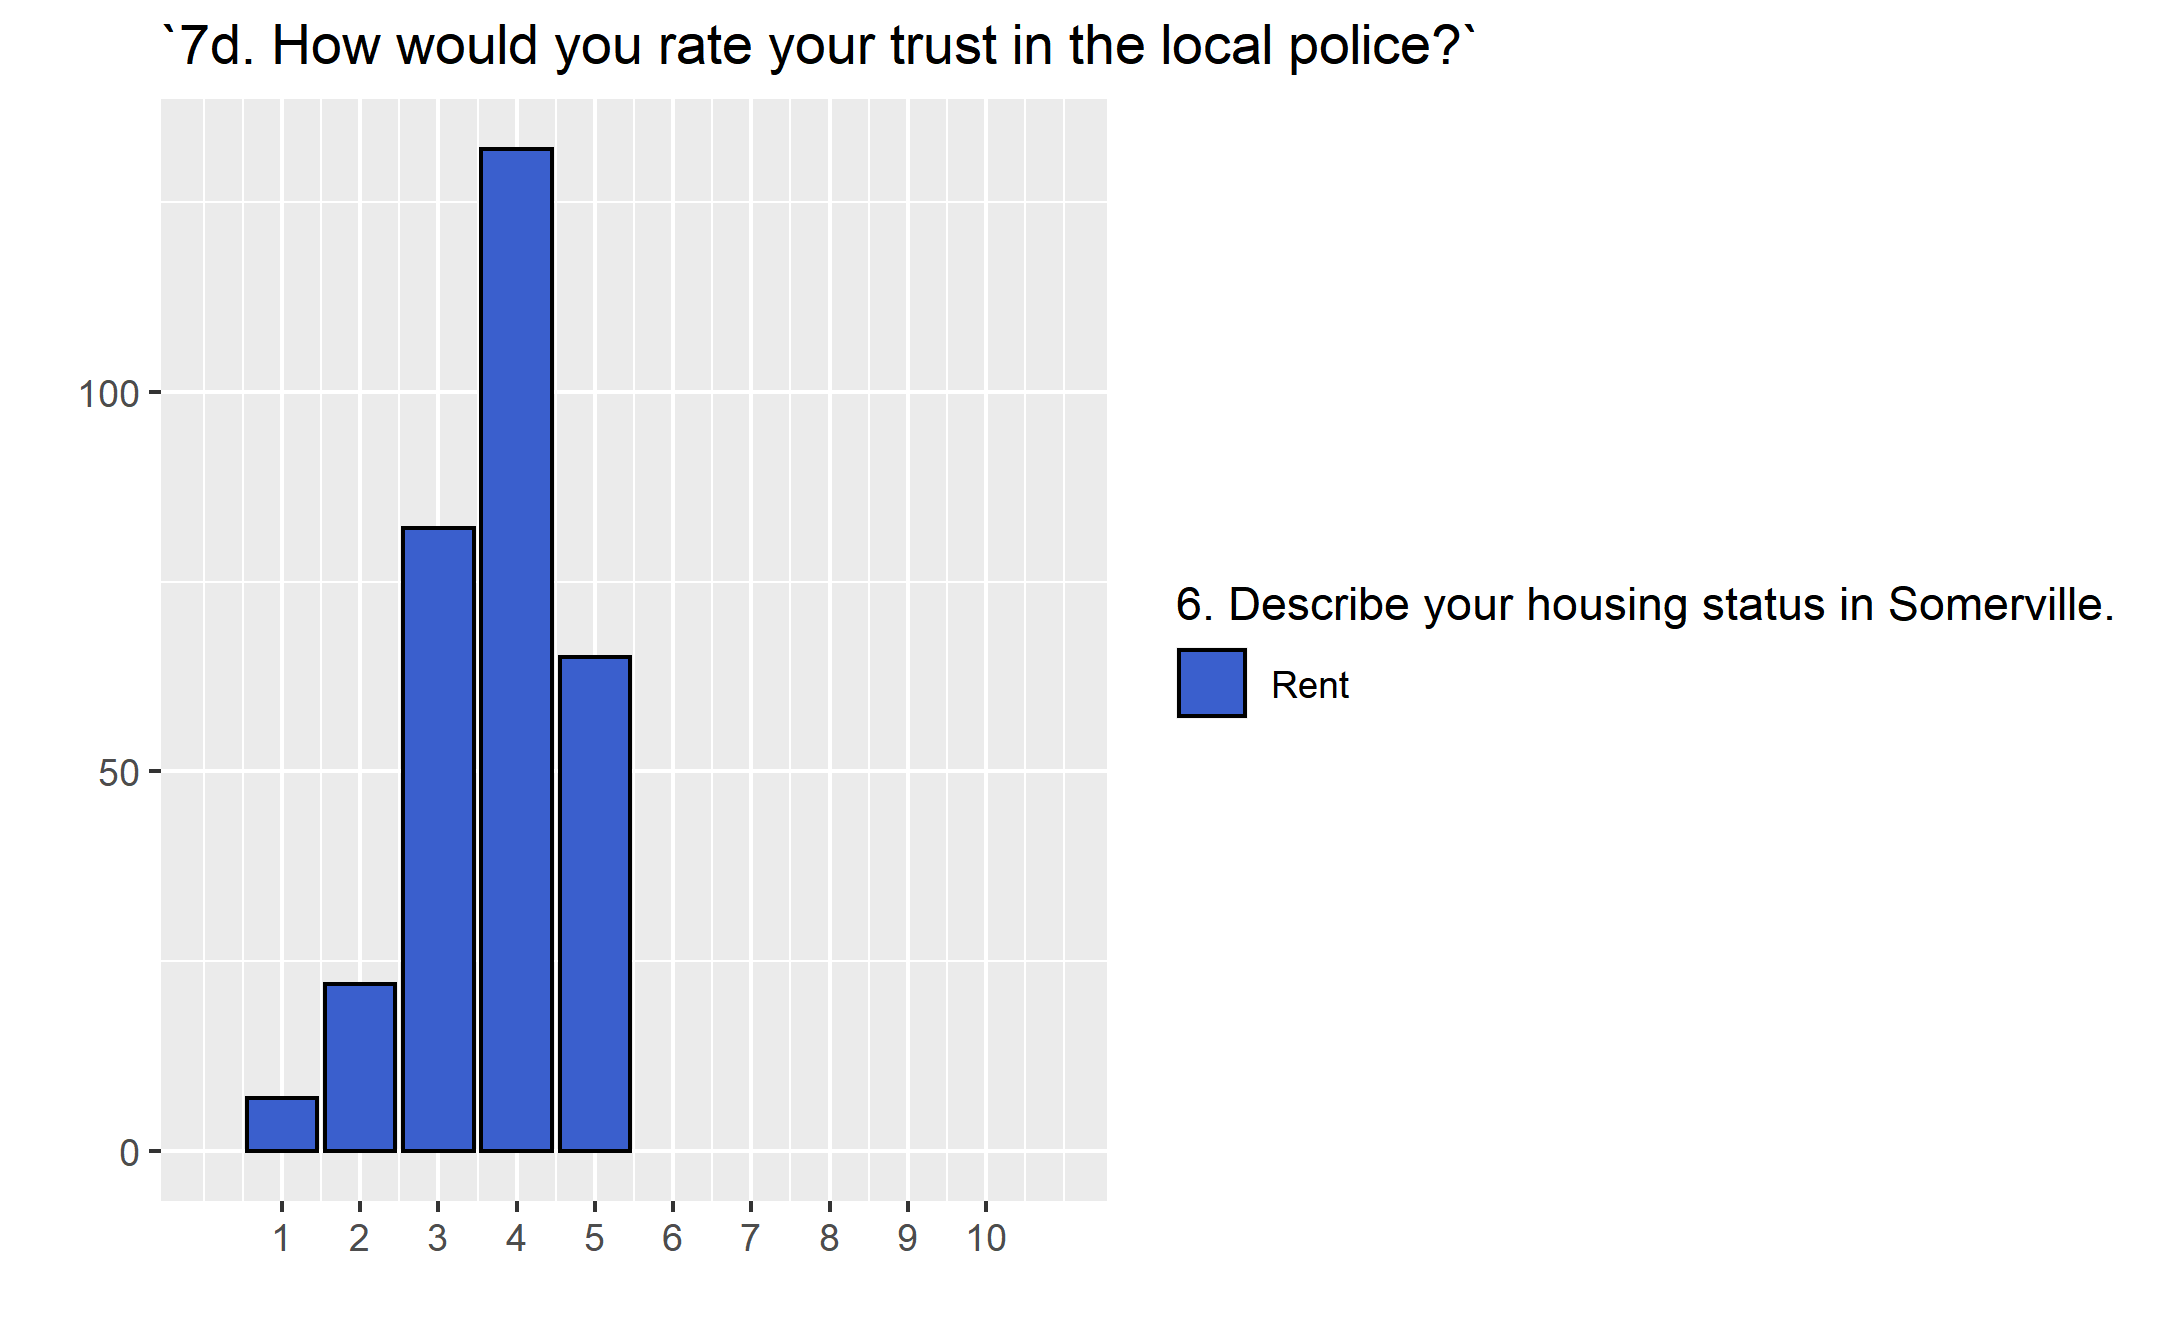 `7d. How would you rate your trust in the local police?`
100
50
0
1 2 3 4 5 6 7 8 9 10
6. Describe your housing status in Somerville.
Rent